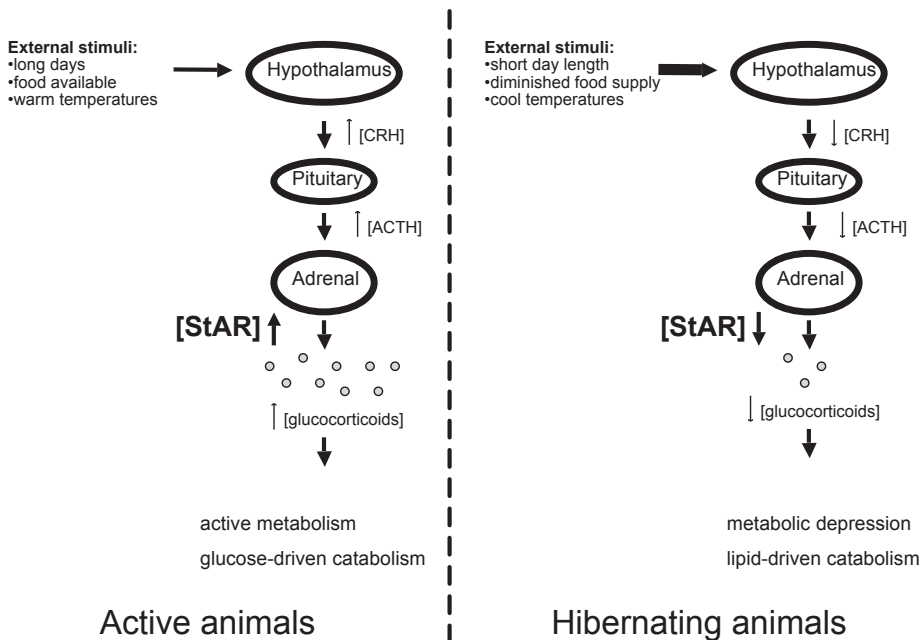 External stimuli:
•long days
•food available
•warm temperatures
Hypothalamus
↑ [CRH]
Pituitary
↑ [ACTH]
Adrenal
[StAR] ↑
↑ [glucocorticoids]
active metabolism
glucose-driven catabolism
Active animals
External stimuli:
•short day length
•diminished food supply
•cool temperatures
Hypothalamus
↓ [CRH]
Pituitary
↓ [ACTH]
Adrenal
[StAR] ↓
↓ [glucocorticoids]
metabolic depression
lipid-driven catabolism
Hibernating animals